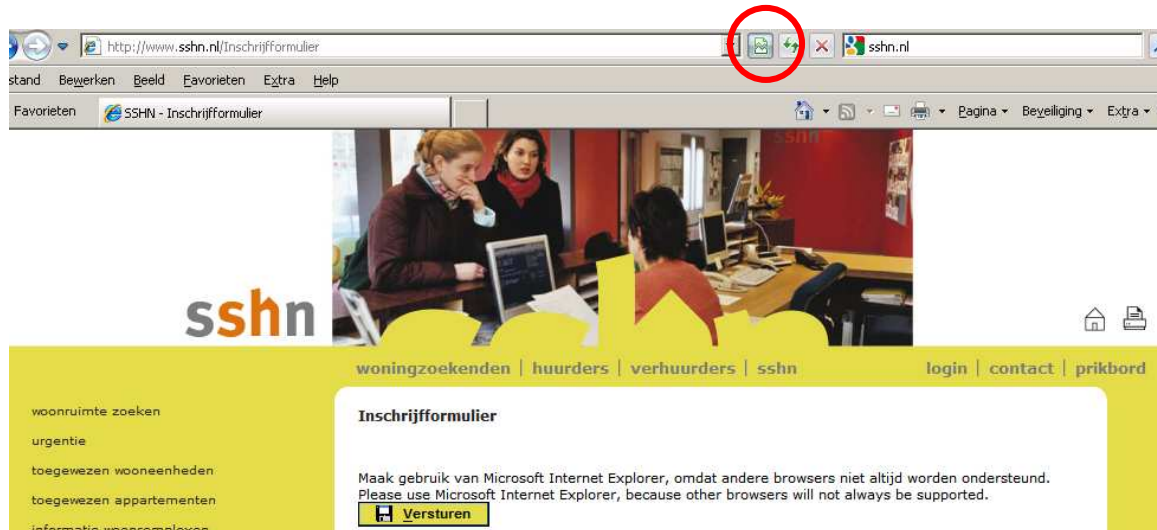 http://www.sshn.nl/Inschrijfformulier sshn.nl
stand Bewerken Beeld Favorieten Extra Help
Favorieten SSHN - Inschrijfformulier Pagina Beveiliging Extra
sshn
sshn
woningzoekenden | huurders | verhuurders | sshn login | contact | prikbord
woonruimte zoeken
urgentie
toegewezen wooneenheden
toegewezen appartementen
informatie wooncomplexen
Inschrijfformulier
Maak gebruik van Microsoft Internet Explorer, omdat andere browsers niet altijd worden ondersteund.
Please use Microsoft Internet Explorer, because other browsers will not always be supported.
Versturen